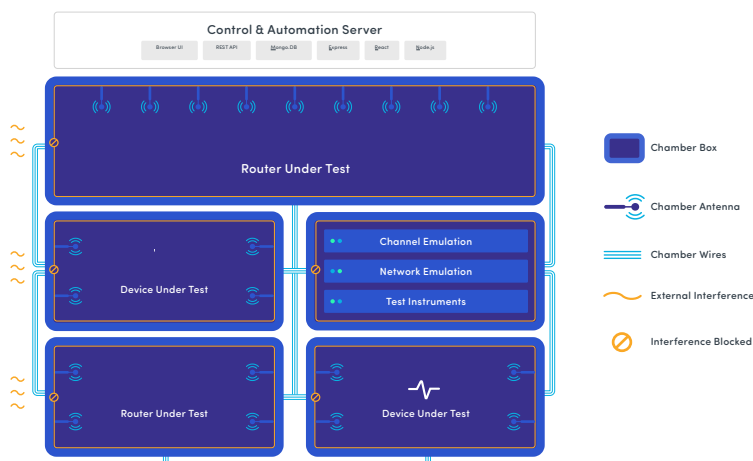 Control & Automation Server
Browser UI
REST API
Mongo.DB
Express
React
Node.js
Router Under Test
Device Under Test
Channel Emulation
Network Emulation
Test Instruments
Router Under Test
Device Under Test
Chamber Box
Chamber Antenna
Chamber Wires
External Interference
Interference Blocked